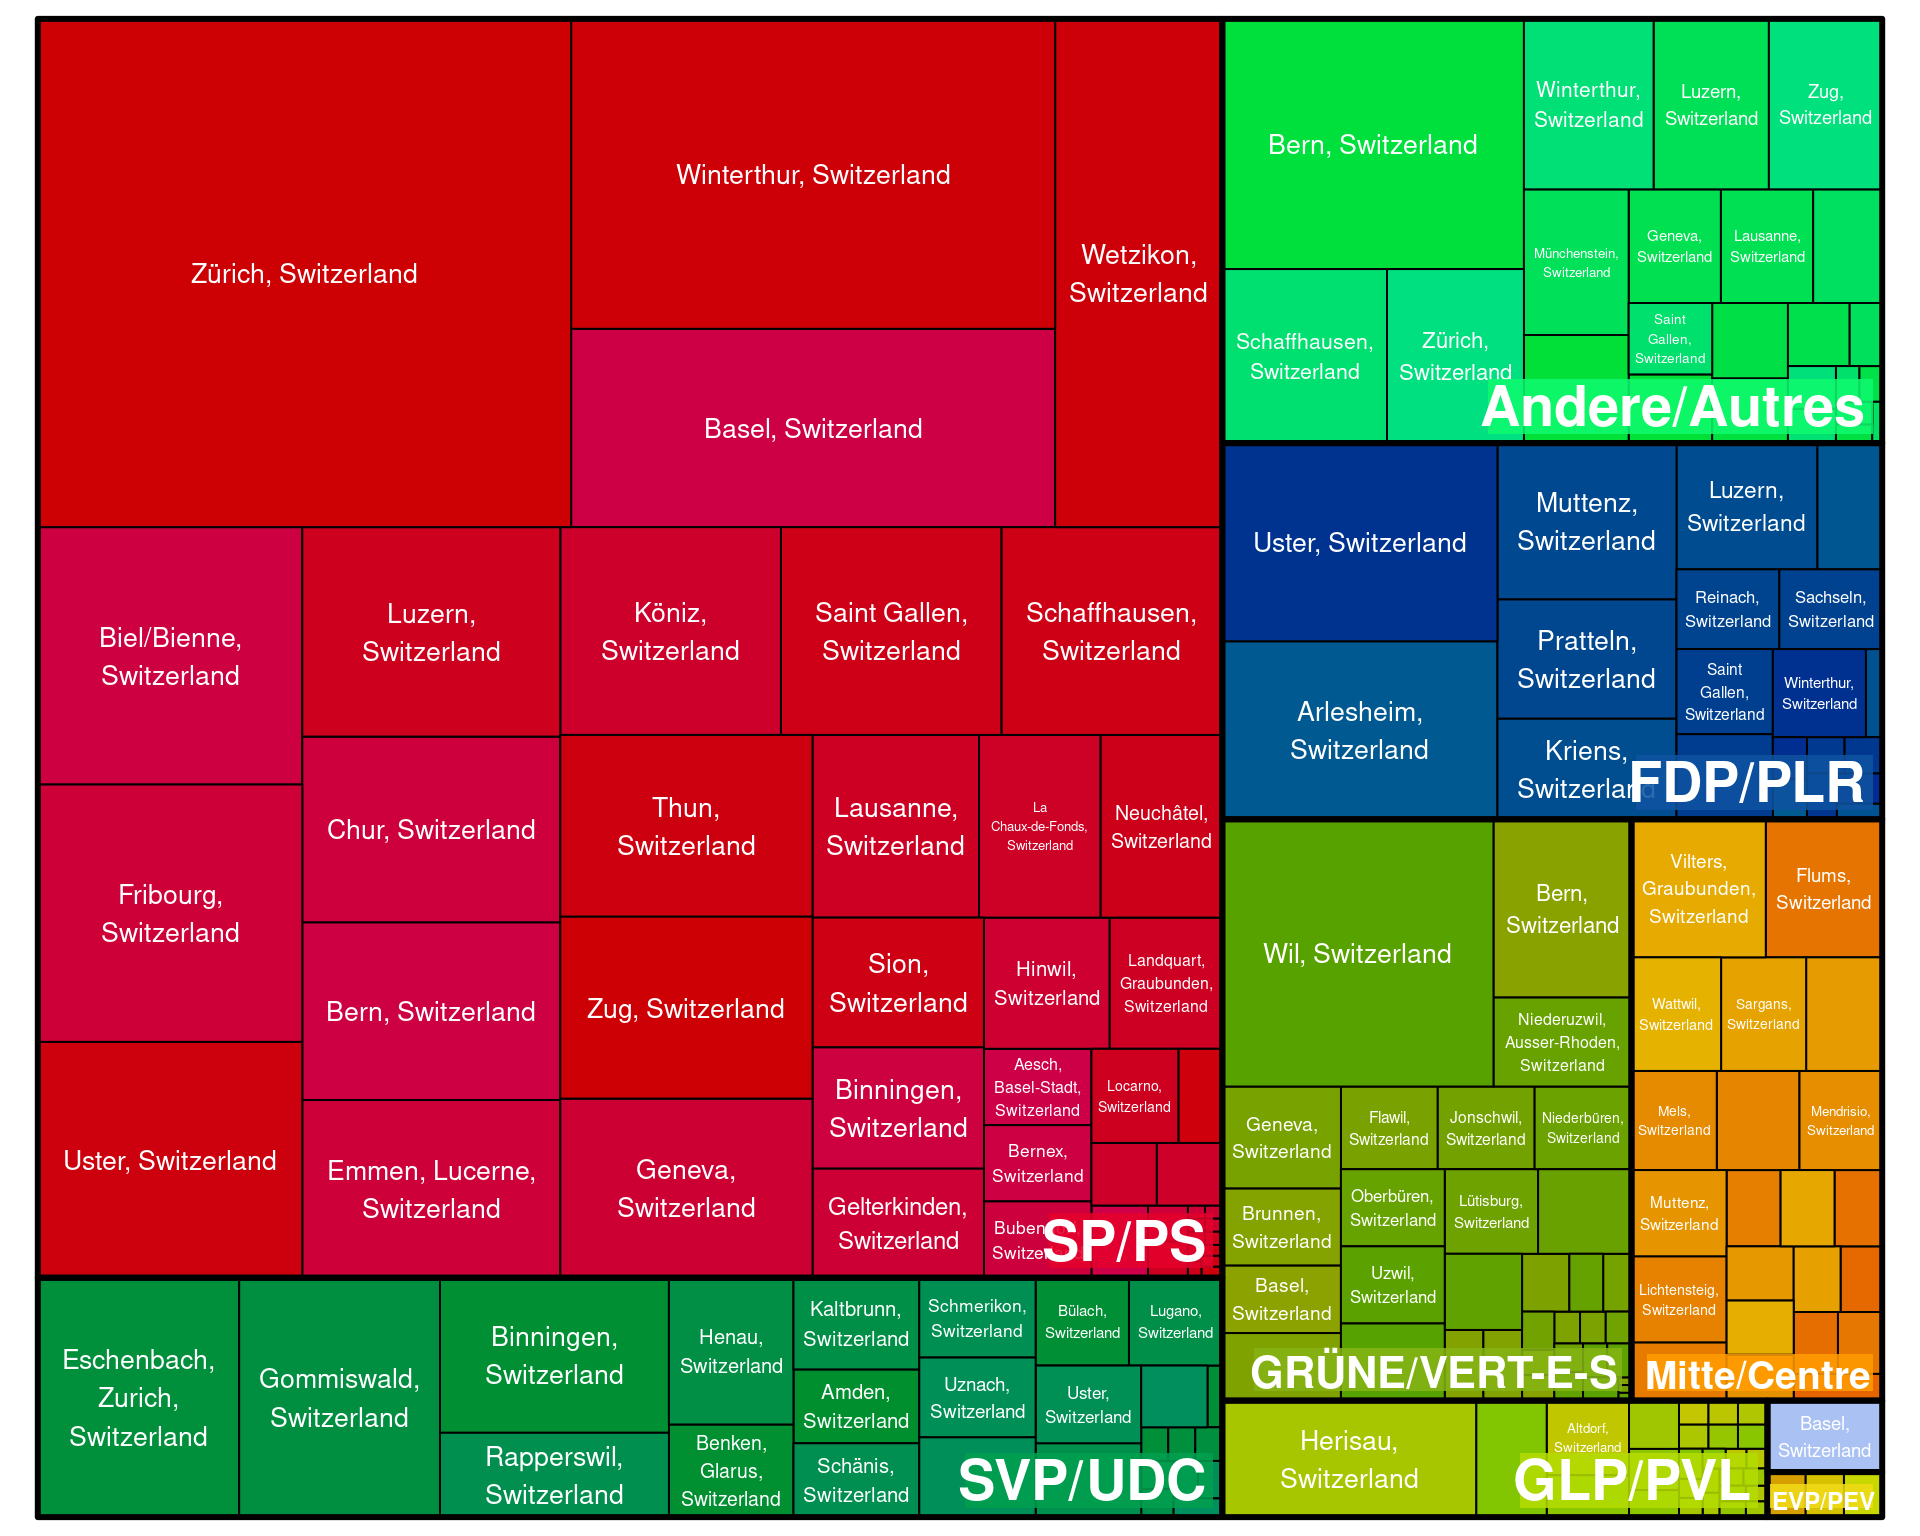 Zürich, Switzerland
Winterthur, Switzerland
Basel, Switzerland
Wetzikon,
Switzerland
Biel/Bienne,
Switzerland
Fribourg,
Switzerland
Uster, Switzerland
Luzern,
Switzerland
Chur, Switzerland
Bern, Switzerland
Emmen, Lucerne,
Switzerland
Köniz,
Switzerland
Saint Gallen,
Switzerland
Schaffhausen,
Switzerland
Thun,
Switzerland
Zug, Switzerland
Geneva,
Switzerland
Lausanne,
Switzerland
La
Chaux-de-Fonds,
Switzerland
Neuchâtel,
Switzerland
Sion,
Switzerland
Binningen,
Switzerland
Gelterkinden,
Switzerland
Hinwil,
Switzerland
Landquart,
Graubunden,
Switzerland
Aesch,
Basel-Stadt,
Switzerland
Bernex,
Switzerland
Locarno,
Switzerland
SP/PS
Eschenbach,
Zurich,
Switzerland
Gommiswald,
Switzerland
Binningen,
Switzerland
Rapperswil,
Switzerland
Henau,
Switzerland
Benken,
Glarus,
Switzerland
Kaltbrunn,
Switzerland
Amden,
Switzerland
Schänis,
Switzerland
Schmerikon,
Switzerland
Uznach,
Switzerland
Bülach,
Switzerland
Lugano,
Switzerland
Uster,
Switzerland
SVP/UDC
Bern, Switzerland
Schaffhausen,
Switzerland
Zürich,
Switzerland
Winterthur,
Switzerland
Luzern,
Switzerland
Zug,
Switzerland
Münchenstein,
Switzerland
Geneva,
Switzerland
Lausanne,
Switzerland
Saint
Gallen,
Switzerland
Andere/Autres
Uster, Switzerland
Arlesheim,
Switzerland
Muttenz,
Switzerland
Pratteln,
Switzerland
Kriens,
Switzerland
Luzern,
Switzerland
Reinach,
Switzerland
Sachseln,
Switzerland
Saint
Gallen,
Switzerland
Winterthur,
Switzerland
FDP/PLR
Wil, Switzerland
Bern,
Switzerland
Niederuzwil,
Ausser-Rhoden,
Switzerland
Geneva,
Switzerland
Brunnen,
Switzerland
Basel,
Switzerland
Flawil,
Switzerland
Jonschwil,
Switzerland
Niederbüren,
Switzerland
Oberbüren,
Switzerland
Lütisburg,
Switzerland
Uzwil,
Switzerland
GRÜNE/VERT-E-S
Vilters,
Graubunden,
Switzerland
Flums,
Switzerland
Wattwil,
Switzerland
Sargans,
Switzerland
Mels,
Switzerland
Mendrisio,
Switzerland
Muttenz,
Switzerland
Lichtensteig,
Switzerland
Mitte/Centre
Herisau,
Switzerland
Altdorf,
Switzerland
GLP/PVL
Basel,
Switzerland
EVP/PEV